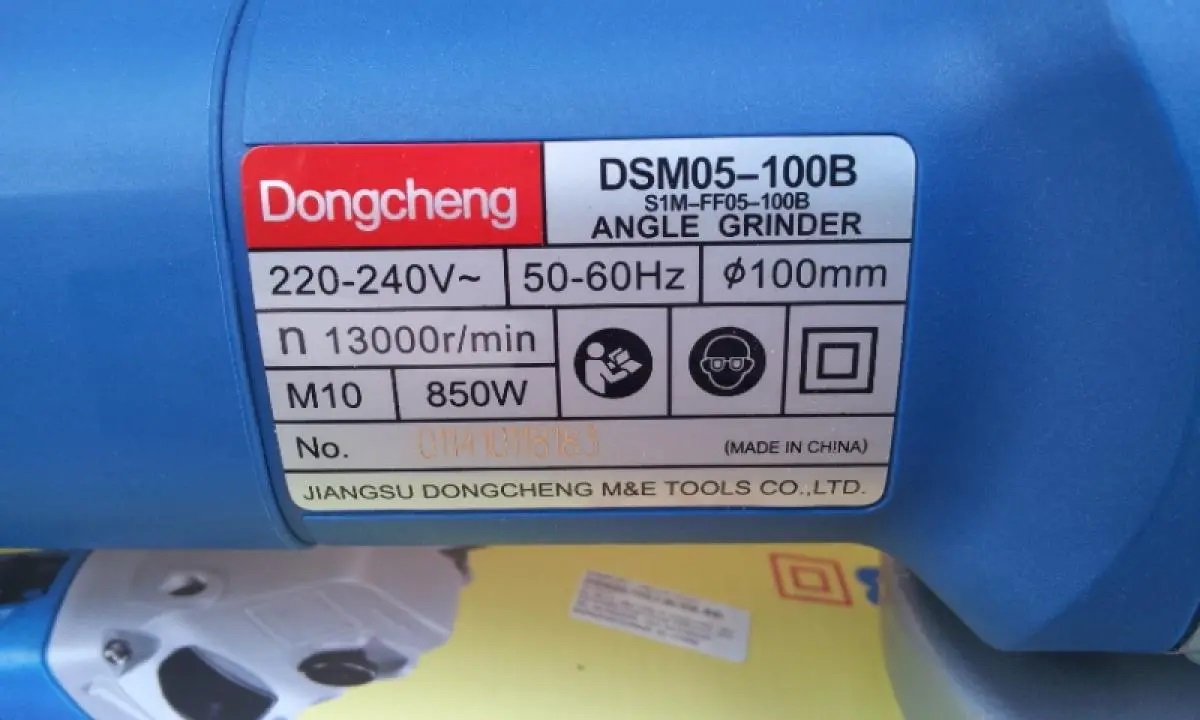 Dongcheng
DSM05–100B
S1M–FF05–100B
ANGLE GRINDER
220-240V~ 50-60Hz ϕ100mm
n 13000r/min
M10 850W
No. (MADE IN CHINA)
JIANGSU DONGCHENG M&E TOOLS CO.,LTD.